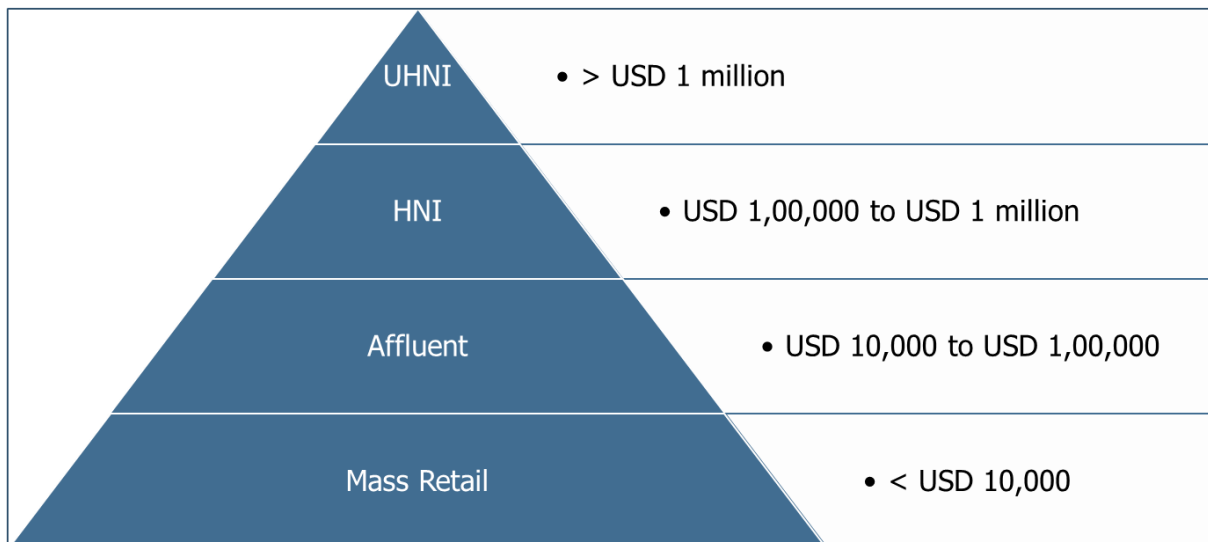 UHNI
• > USD 1 million
HNI
• USD 1,00,000 to USD 1 million
Affluent
• USD 10,000 to USD 1,00,000
Mass Retail
• < USD 10,000